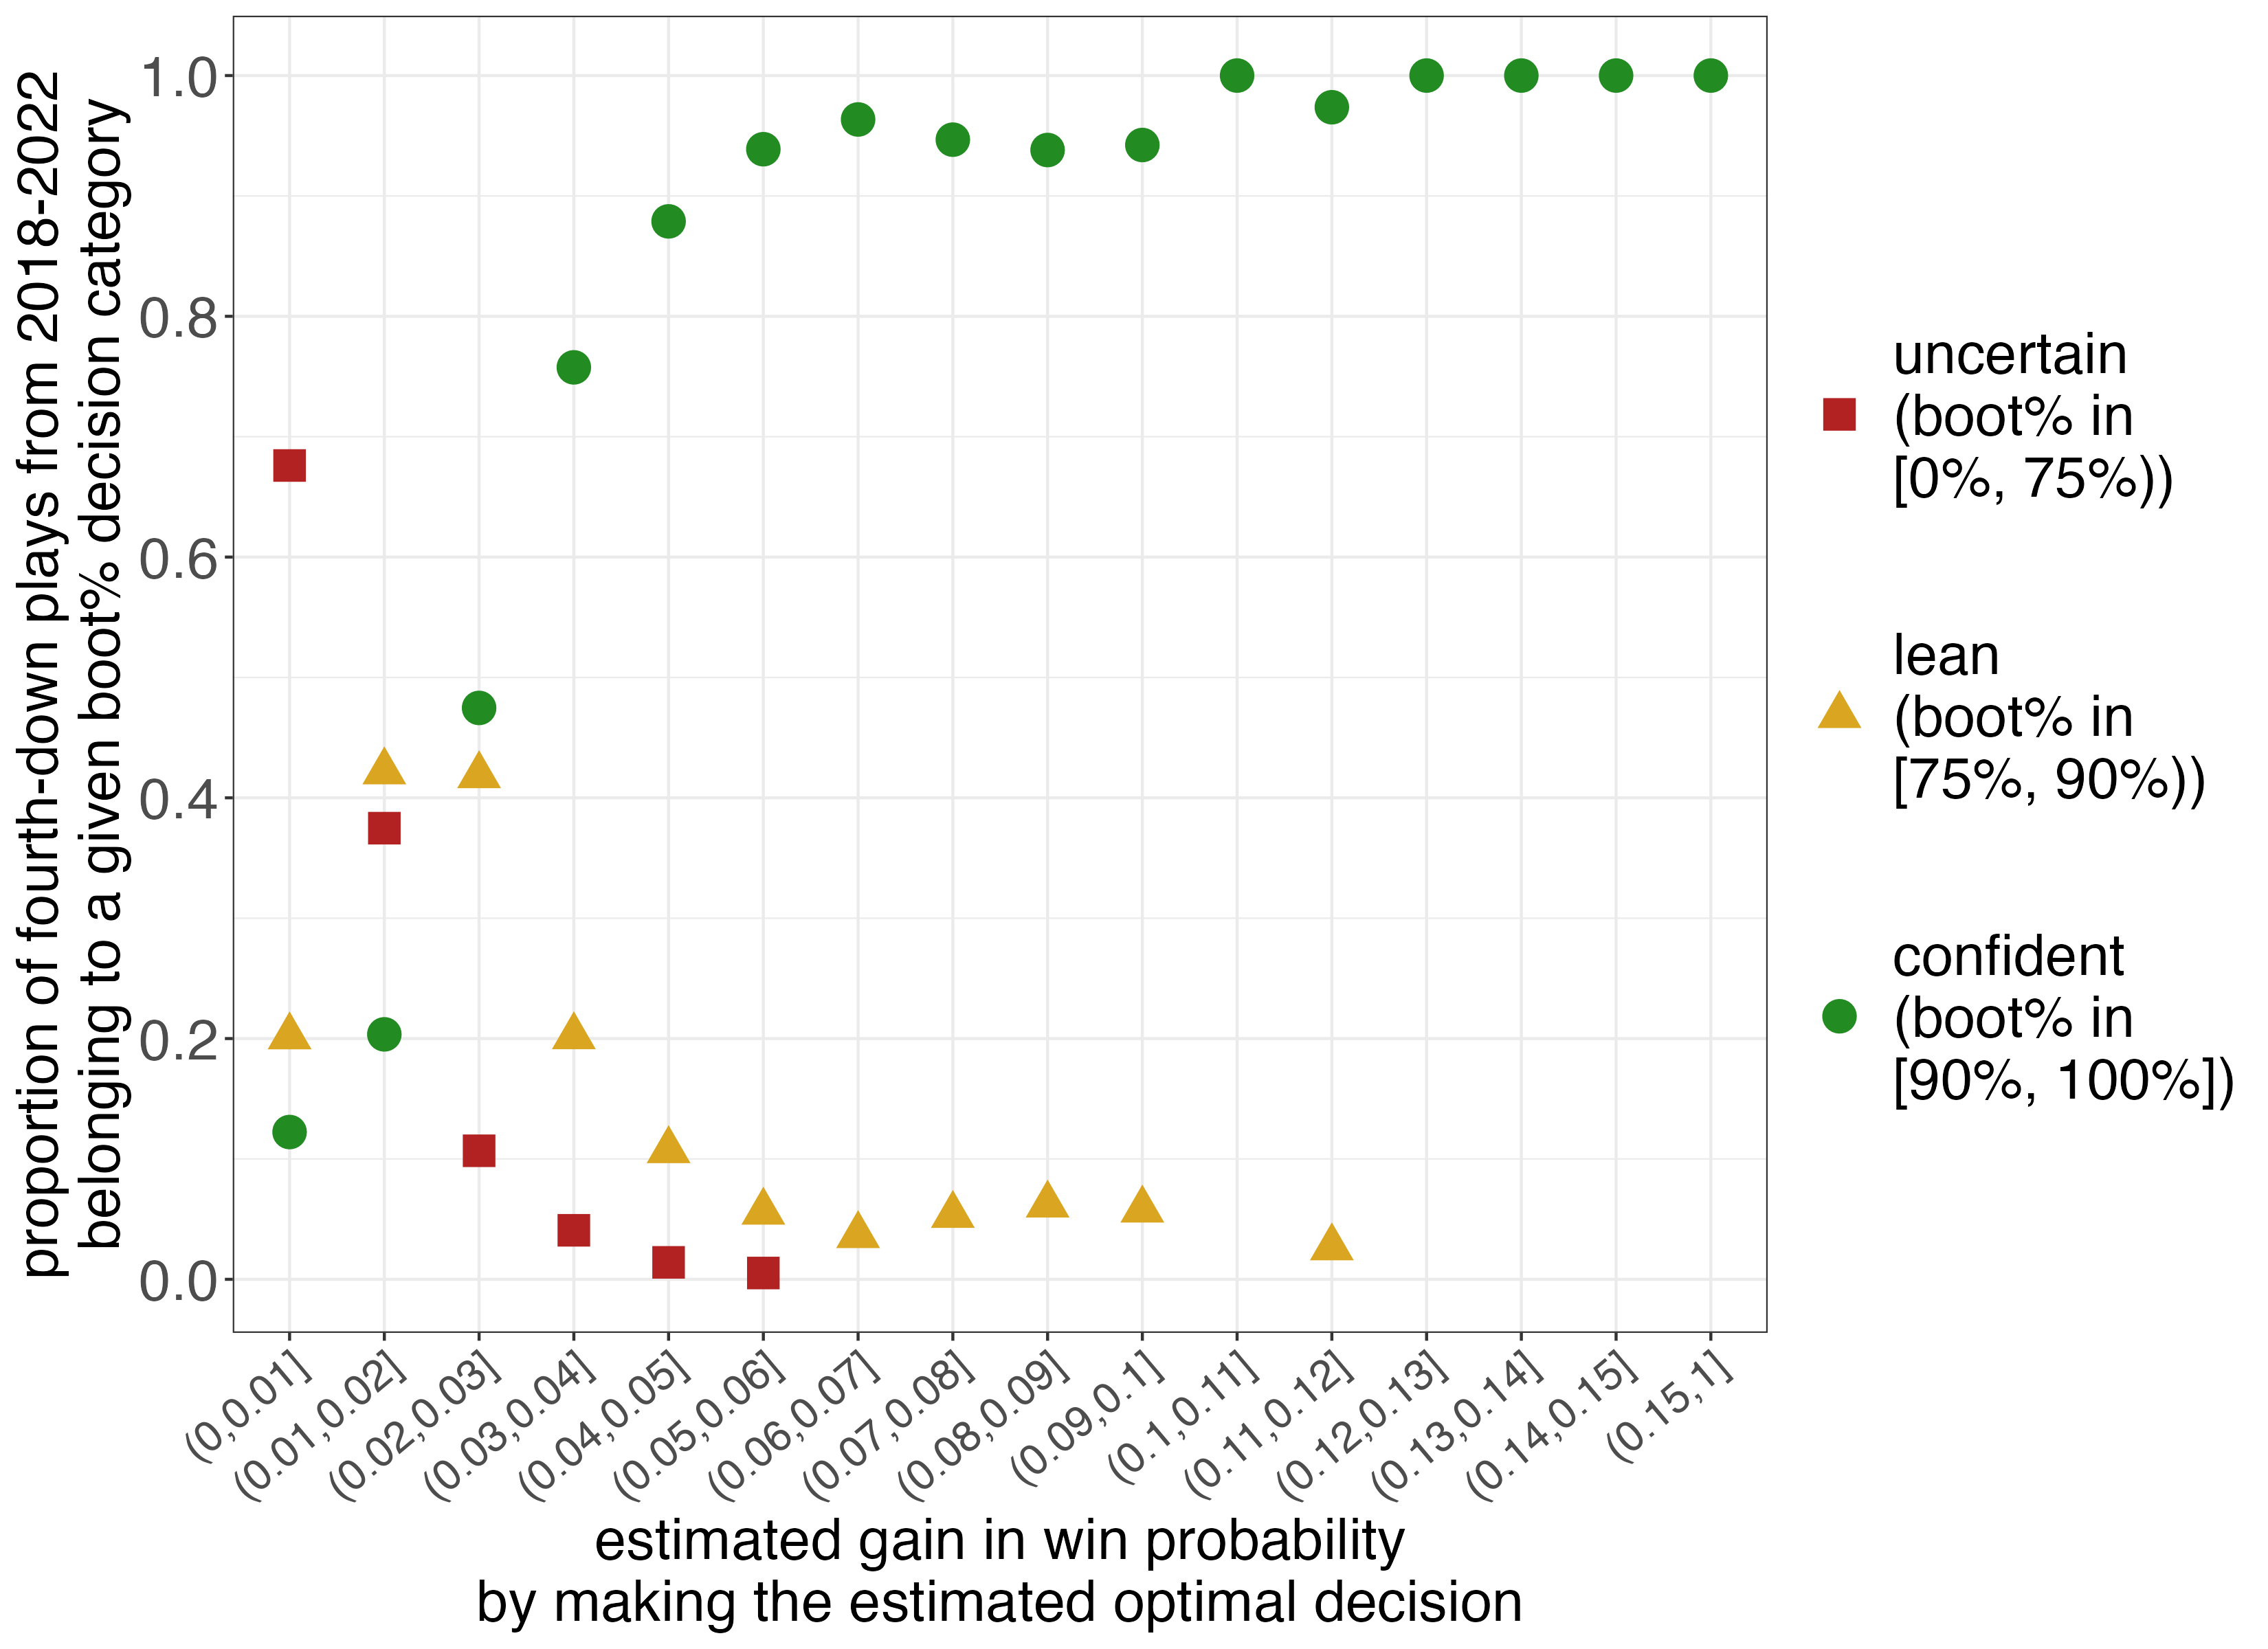 proportion of fourth-down plays from 2018-2022
belonging to a given boot% decision category
1.0
0.8
0.6
0.4
0.2
0.0
(0,0.01]
(0.01,0.02]
(0.02,0.03]
(0.03,0.04]
(0.04,0.05]
(0.05,0.06]
(0.06,0.07]
(0.07,0.08]
(0.08,0.09]
(0.09,0.1]
(0.1,0.11]
(0.11,0.12]
(0.12,0.13]
(0.13,0.14]
(0.14,0.15]
(0.15,1]
estimated gain in win probability
by making the estimated optimal decision
uncertain
(boot% in
[0%, 75%))
lean
(boot% in
[75%, 90%))
confident
(boot% in
[90%, 100%])